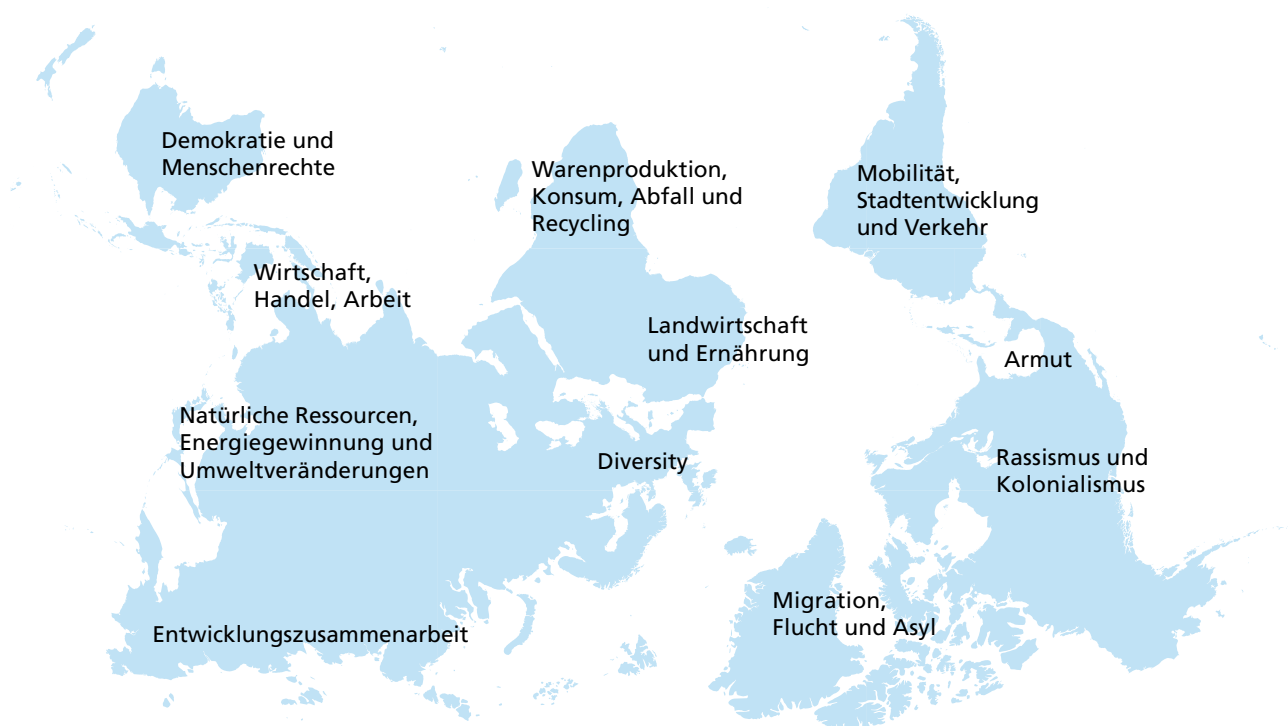 Demokratie und
Menschenrechte
Warenproduktion,
Konsum, Abfall und
Recycling
Mobilität,
Stadtentwicklung
und Verkehr
Wirtschaft,
Handel, Arbeit
Landwirtschaft
und Ernährung
Armut
Natürliche Ressourcen,
Energiegewinnung und
Umweltveränderungen
Diversity
Rassismus und
Kolonialismus
Migration,
Flucht und Asyl
Entwicklungszusammenarbeit